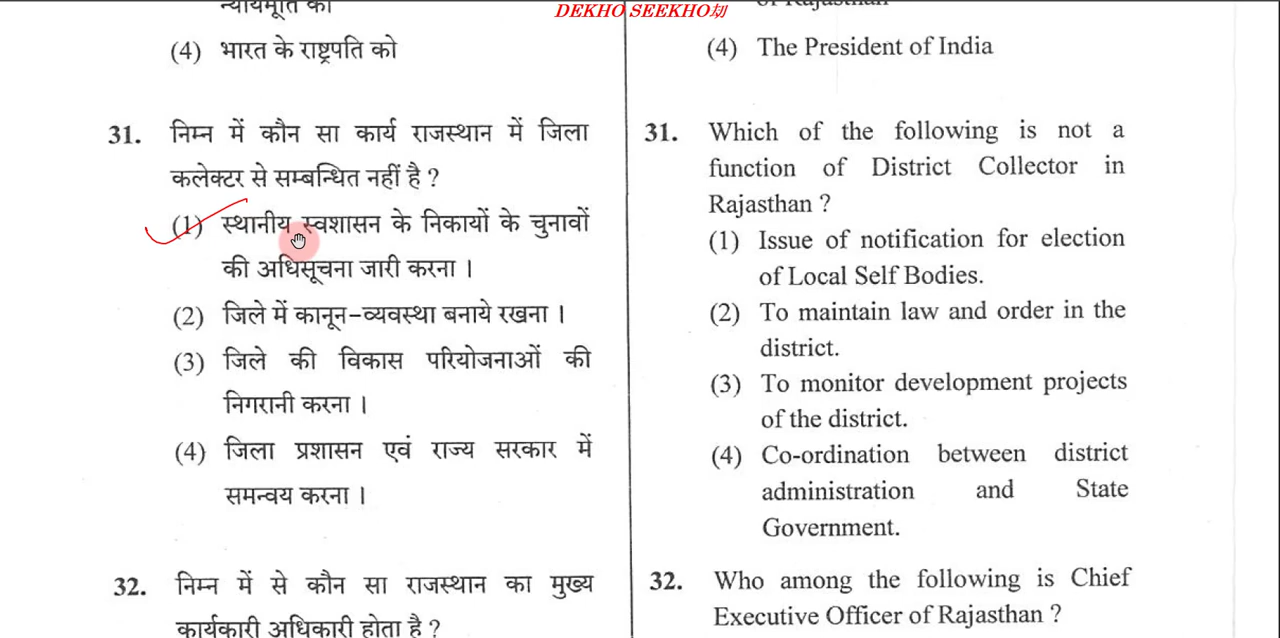 DEKHO SEEKHO
न्यायमूर्ति को
(4) भारत के राष्ट्रपति को
31. निम्न में कौन सा कार्य राजस्थान में जिला
कलेक्टर से सम्बन्धित नहीं है ?
(1) स्थानीय स्वशासन के निकायों के चुनावों
की अधिसूचना जारी करना ।
(2) जिले में कानून-व्यवस्था बनाये रखना ।
(3) जिले की विकास परियोजनाओं की
निगरानी करना ।
(4) जिला प्रशासन एवं राज्य सरकार में
समन्वय करना ।
32. निम्न में से कौन सा राजस्थान का मुख्य
कार्यकारी अधिकारी होता है ?
of Rajasthan
(4) The President of India
31. Which of the following is not a
function of District Collector in
Rajasthan ?
(1) Issue of notification for election
of Local Self Bodies.
(2) To maintain law and order in the
district.
(3) To monitor development projects
of the district.
(4) Co-ordination between district
administration and State
Government.
32. Who among the following is Chief
Executive Officer of Rajasthan ?